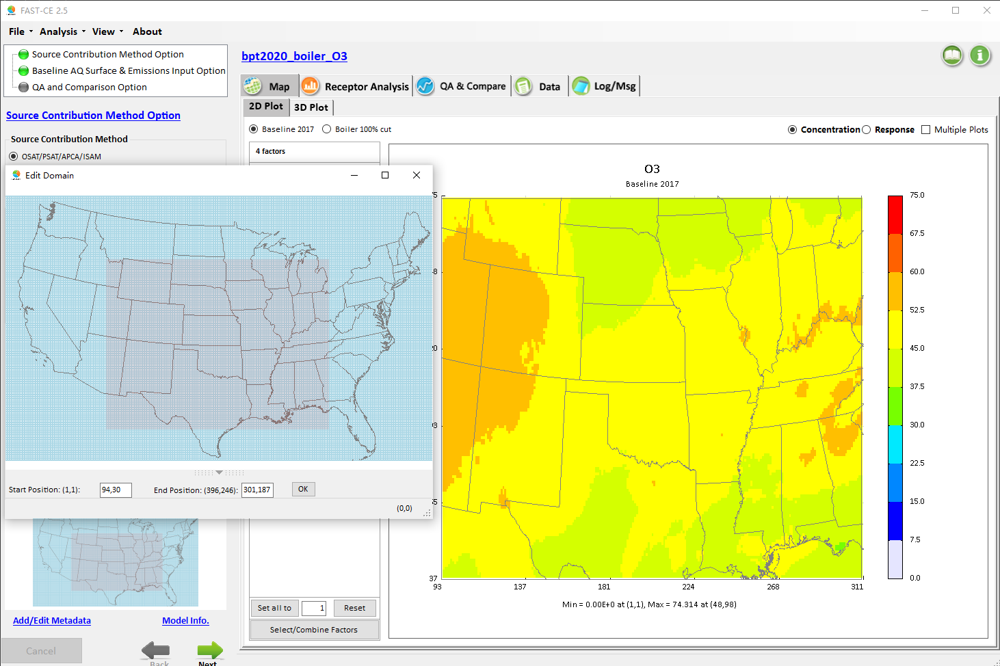 FAST-CE 2.5
File Analysis View About
Source Contribution Method Option
Baseline AQ Surface & Emissions Input Option
QA and Comparison Option
Source Contribution Method Option
Source Contribution Method
OSAT/PSAT/APCA/ISAM
Edit Domain
Start Position: (1,1): 94,30 End Position: (396,246): 301,187 OK
(0,0)
Add/Edit Metadata Model Info.
Cancel Back Next
bpt2020_boiler_O3
Map Receptor Analysis QA & Compare Data Log/Msg
2D Plot 3D Plot
Baseline 2017 Boiler 100% cut Concentration Response Multiple Plots
4 factors
Set all to 1 Reset
Select/Combine Factors
O3
Baseline 2017
75.0
67.5
60.0
52.5
45.0
37.5
30.0
22.5
15.0
7.5
0.0
37
93 137 181 224 268 311
Min = 0.00E+0 at (1,1), Max = 74.314 at (48,98)